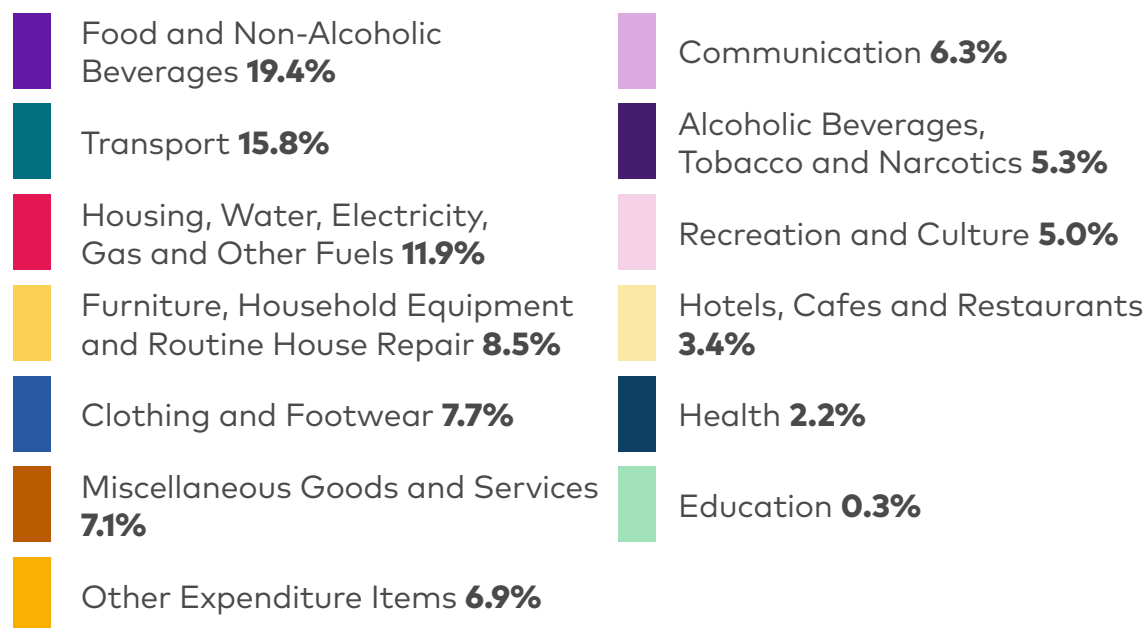 Food and Non-Alcoholic
Beverages 19.4%
Transport 15.8%
Housing, Water, Electricity,
Gas and Other Fuels 11.9%
Furniture, Household Equipment
and Routine House Repair 8.5%
Clothing and Footwear 7.7%
Miscellaneous Goods and Services
7.1%
Other Expenditure Items 6.9%
Communication 6.3%
Alcoholic Beverages,
Tobacco and Narcotics 5.3%
Recreation and Culture 5.0%
Hotels, Cafes and Restaurants
3.4%
Health 2.2%
Education 0.3%